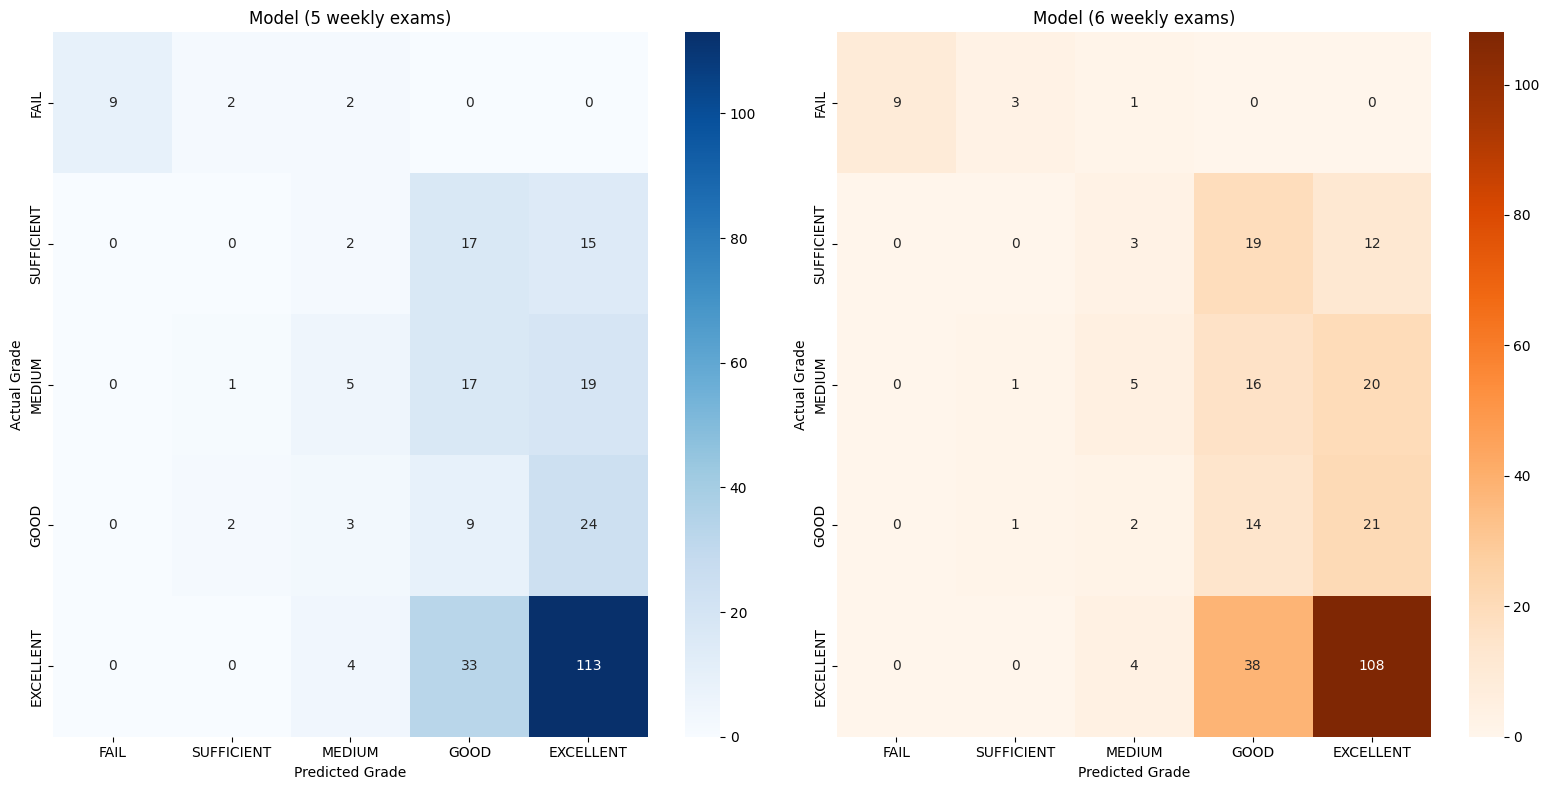 Model (5 weekly exams)
Actual Grade
FAIL
9 2 2 0 0
SUFFICIENT
0 0 2 17 15
MEDIUM
0 1 5 17 19
GOOD
0 2 3 9 24
EXCELLENT
0 0 4 33 113
FAIL SUFFICIENT MEDIUM GOOD EXCELLENT
Predicted Grade
100
80
60
40
20
0
Model (6 weekly exams)
Actual Grade
FAIL
9 3 1 0 0
SUFFICIENT
0 0 3 19 12
MEDIUM
0 1 5 16 20
GOOD
0 1 2 14 21
EXCELLENT
0 0 4 38 108
FAIL SUFFICIENT MEDIUM GOOD EXCELLENT
Predicted Grade
100
80
60
40
20
0